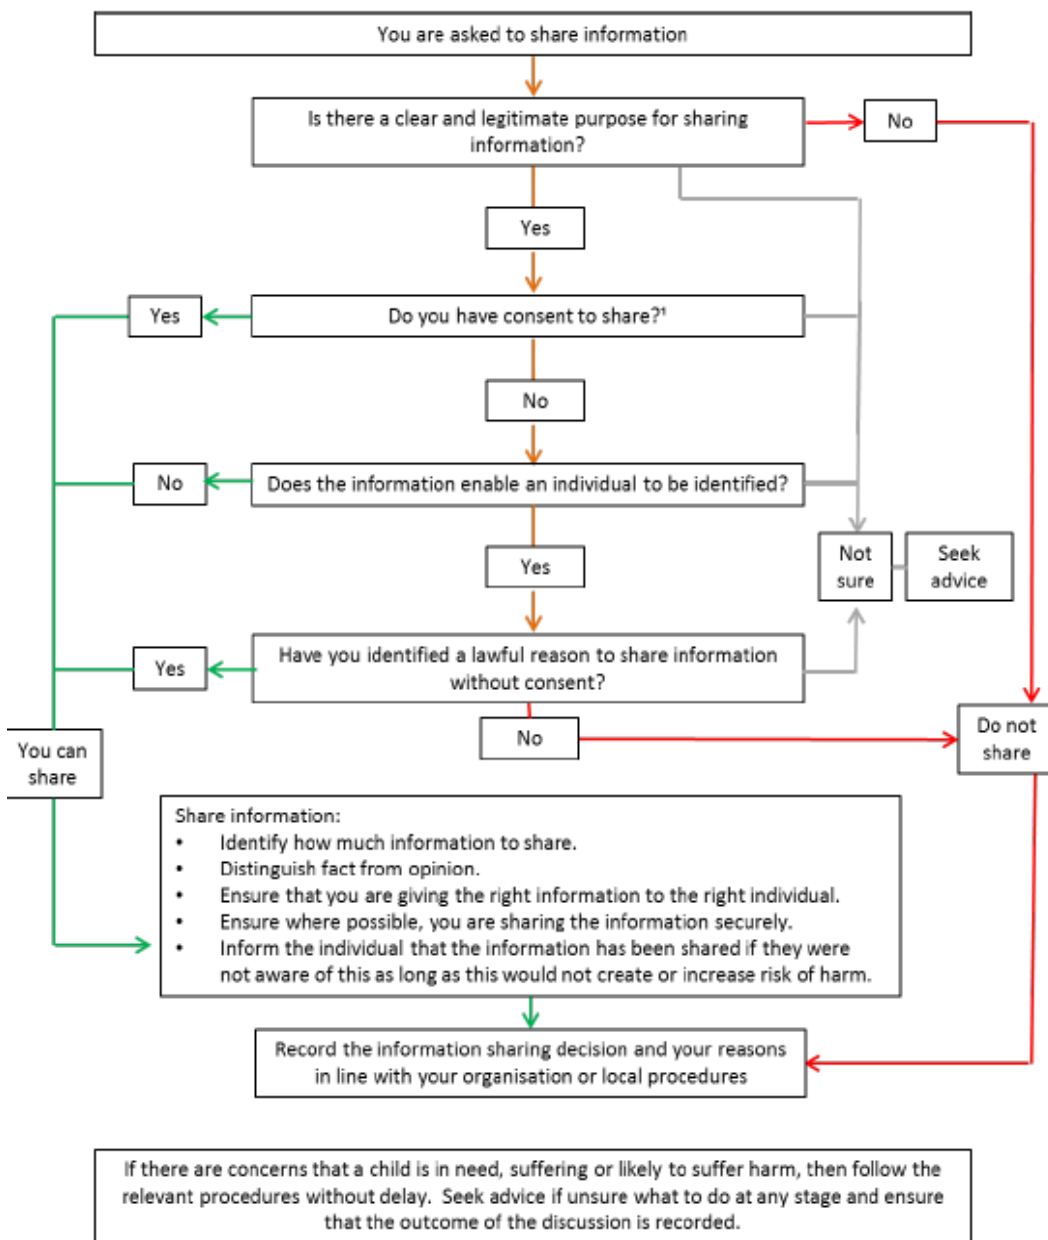 You are asked to share information
Is there a clear and legitimate purpose for sharing
information?
No
Yes
Yes
Do you have consent to share?¹
No
No
Does the information enable an individual to be identified?
Yes
Not
sure
Seek
advice
Yes
Have you identified a lawful reason to share information
without consent?
No
Do not
share
You can
share
Share information:
• Identify how much information to share.
• Distinguish fact from opinion.
• Ensure that you are giving the right information to the right individual.
• Ensure where possible, you are sharing the information securely.
• Inform the individual that the information has been shared if they were
not aware of this as long as this would not create or increase risk of harm.
Record the information sharing decision and your reasons
in line with your organisation or local procedures
If there are concerns that a child is in need, suffering or likely to suffer harm, then follow the
relevant procedures without delay. Seek advice if unsure what to do at any stage and ensure
that the outcome of the discussion is recorded.